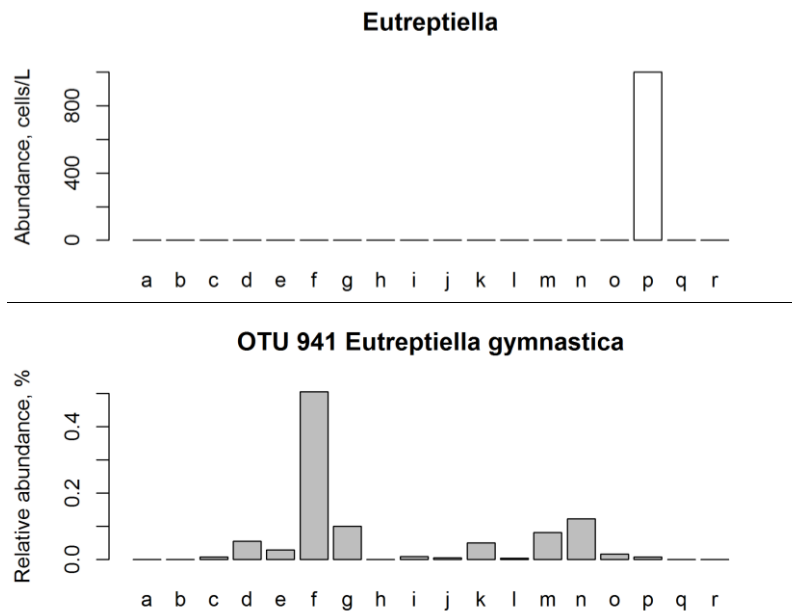 Eutreptiella
Abundance, cells/L
800
400
0
a b c d e f g h i j k l m n o p q r
OTU 941 Eutreptiella gymnastica
Relative abundance, %
0.4
0.2
0.0
a b c d e f g h i j k l m n o p q r